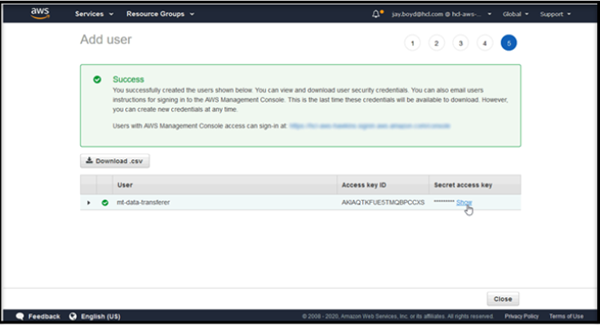 aws Services Resource Groups jay.boyd@hcl.com @ hcl-aws-... Global Support
Add user
1 2 3 4 5
Success
You successfully created the users shown below. You can view and download user security credentials. You can also email users
instructions for signing in to the AWS Management Console. This is the last time these credentials will be available to download. However,
you can create new credentials at any time.
Users with AWS Management Console access can sign-in at:
Download .csv
User Access key ID Secret access key
mt-data-transferer AKIAQTKFUESTMQBPCCXS ********* Show
Close
Feedback English (US) © 2008 - 2020, Amazon Web Services, Inc. or its affiliates. All rights reserved. Privacy Policy Terms of Use